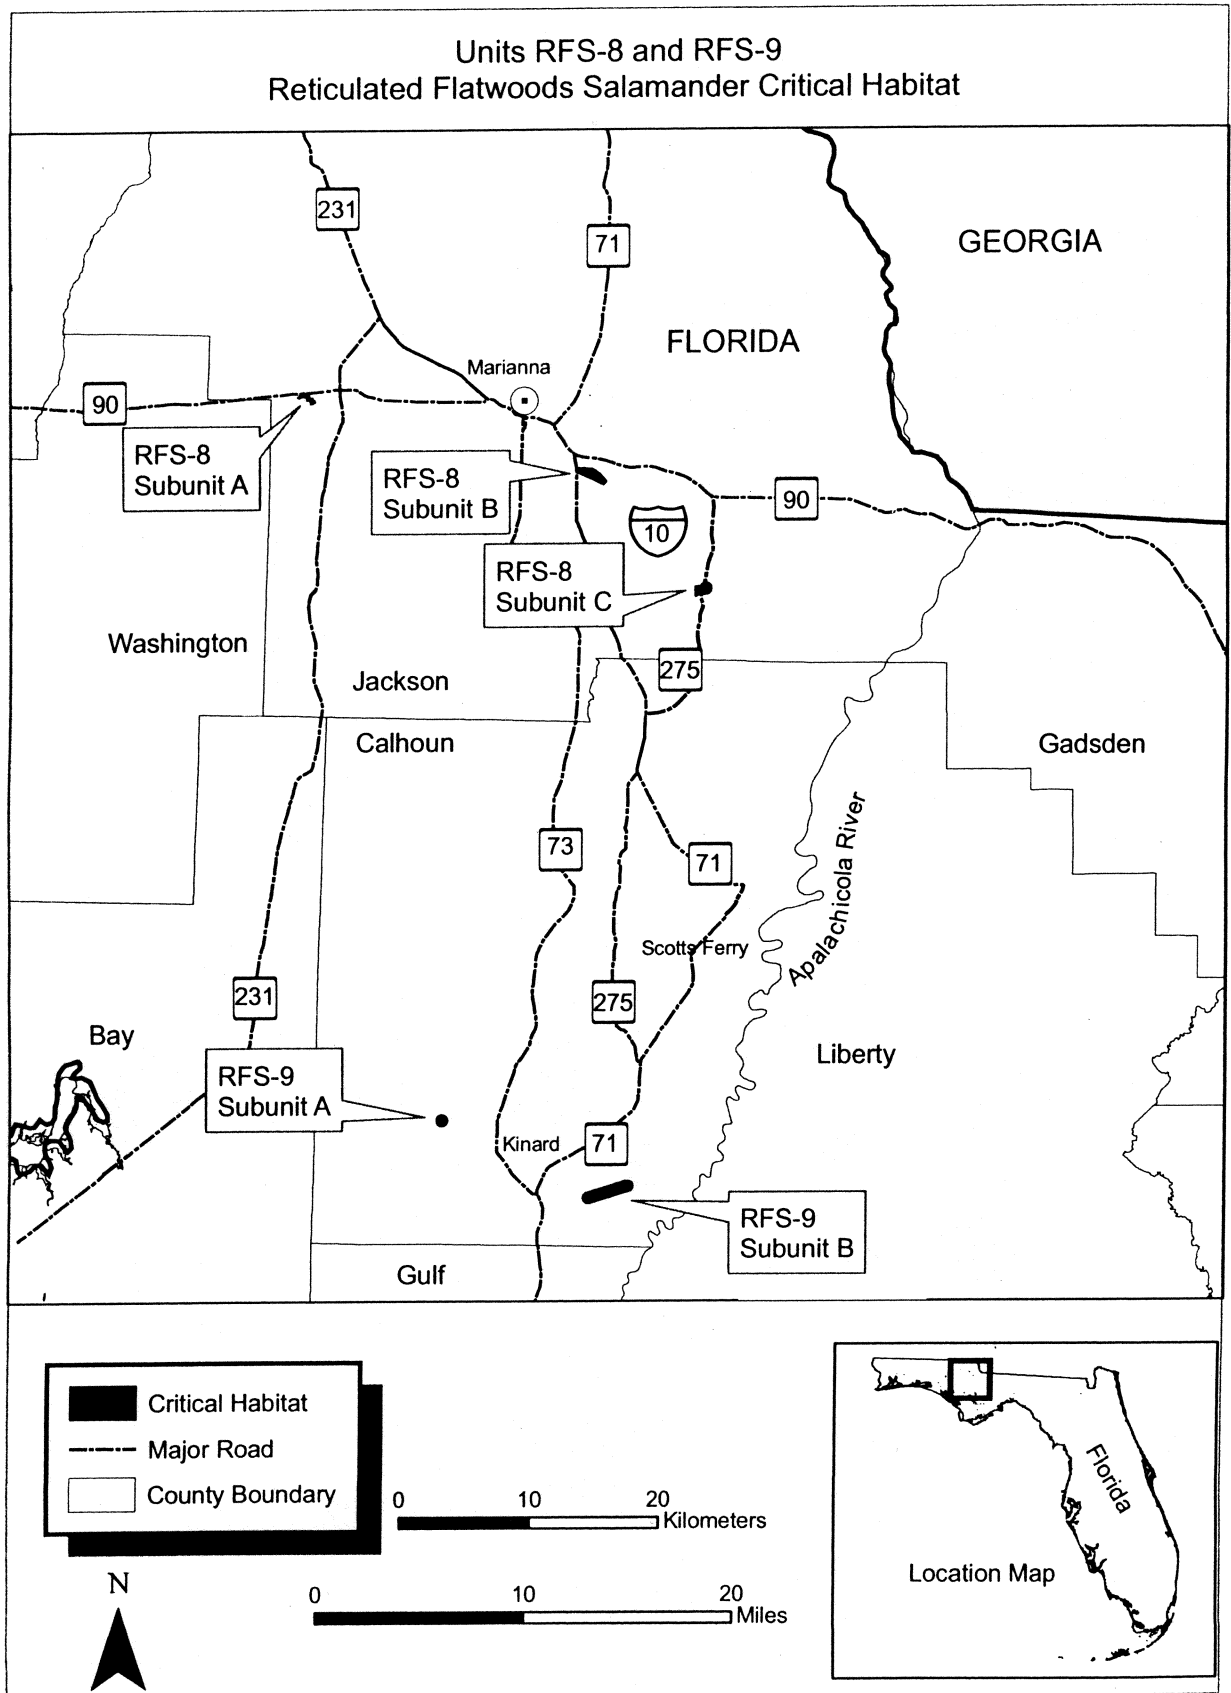 Units RFS-8 and RFS-9
Reticulated Flatwoods Salamander Critical Habitat
231
71
GEORGIA
FLORIDA
Marianna
90
RFS-8
Subunit A
RFS-8
Subunit B
90
10
RFS-8
Subunit C
Washington
275
Jackson
Calhoun
Gadsden
73
71
Apalachicola River
Scotts Ferry
231
275
Bay
Liberty
RFS-9
Subunit A
Kinard
71
RFS-9
Subunit B
Gulf
Critical Habitat
Major Road
County Boundary
0 10 20
Kilometers
N
0 10 20
Miles
Florida
Location Map